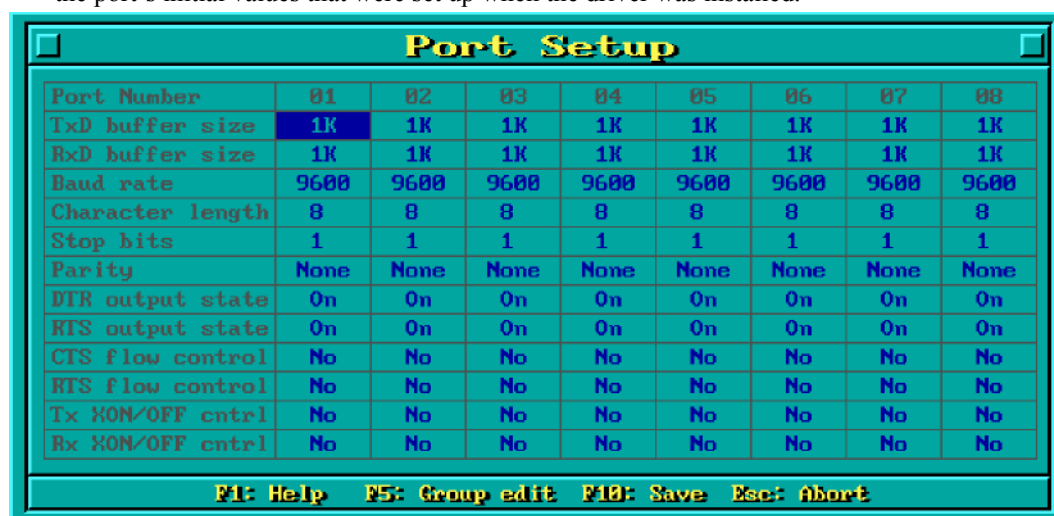 the port's initial values that were set up when the driver was installed.
Port Setup
Port Number 01 02 03 04 05 06 07 08
TxD buffer size 1K 1K 1K 1K 1K 1K 1K 1K
RxD buffer size 1K 1K 1K 1K 1K 1K 1K 1K
Baud rate 9600 9600 9600 9600 9600 9600 9600 9600
Character length 8 8 8 8 8 8 8 8
Stop bits 1 1 1 1 1 1 1 1
Parity None None None None None None None None
DTR output state On On On On On On On On
RTS output state On On On On On On On On
CTS flow control No No No No No No No No
RTS flow control No No No No No No No No
Tx XON/OFF cntrl No No No No No No No No
Rx XON/OFF cntrl No No No No No No No No
F1: Help F5: Group edit F10: Save Esc: Abort